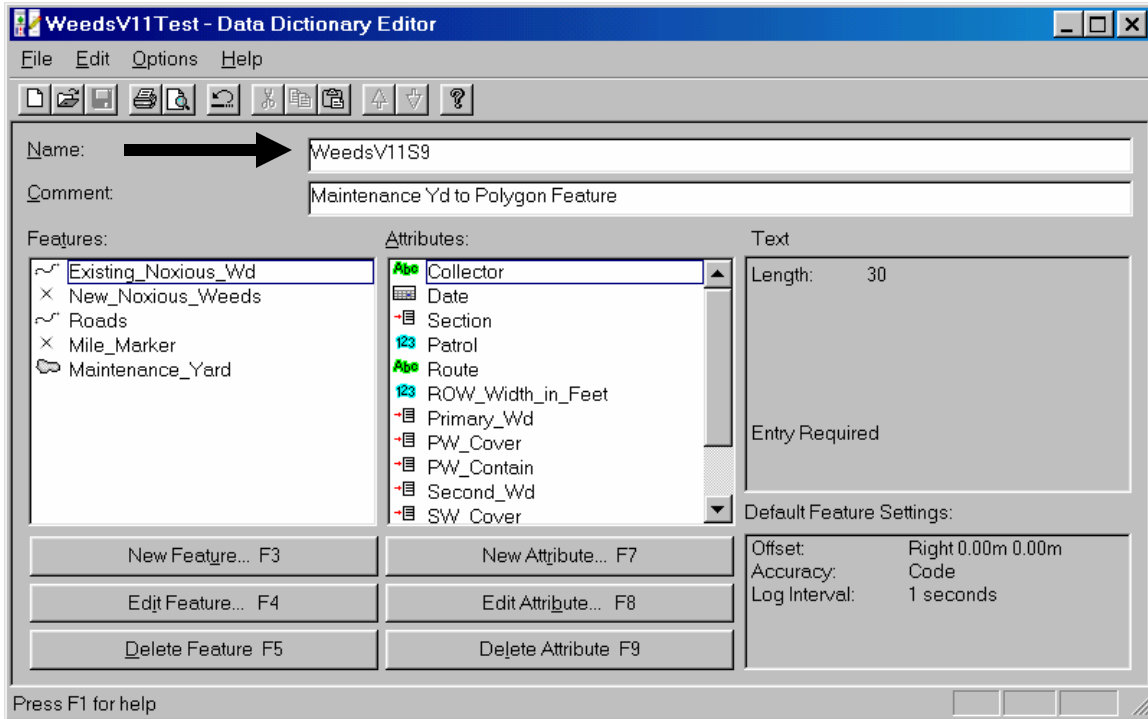 WeedsV11Test - Data Dictionary Editor
File Edit Options Help
Name: WeedsV11S9
Comment: Maintenance Yd to Polygon Feature
Features:
Existing_Noxious_Wd
New_Noxious_Weeds
Roads
Mile_Marker
Maintenance_Yard
New Feature... F3
Edit Feature... F4
Delete Feature F5
Attributes:
Abc Collector
Date
Section
123 Patrol
Abc Route
123 ROW_Width_in_Feet
Primary_Wd
PW_Cover
PW_Contain
Second_Wd
SW_Cover
New Attribute... F7
Edit Attribute... F8
Delete Attribute F9
Text
Length: 30
Entry Required
Default Feature Settings:
Offset: Right 0.00m 0.00m
Accuracy: Code
Log Interval: 1 seconds
Press F1 for help